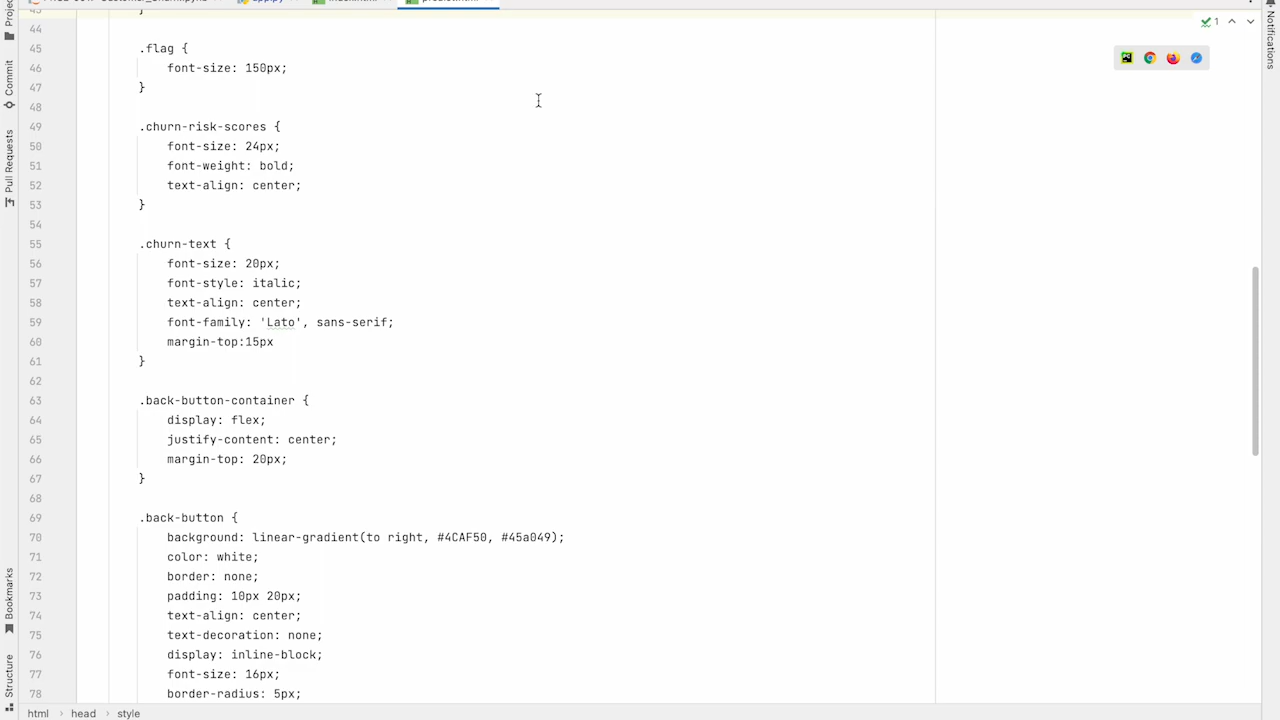 43 }
44
45 .flag {
46 font-size: 150px;
47 }
48
49 .churn-risk-scores {
50 font-size: 24px;
51 font-weight: bold;
52 text-align: center;
53 }
54
55 .churn-text {
56 font-size: 20px;
57 font-style: italic;
58 text-align: center;
59 font-family: 'Lato', sans-serif;
60 margin-top:15px
61 }
62
63 .back-button-container {
64 display: flex;
65 justify-content: center;
66 margin-top: 20px;
67 }
68
69 .back-button {
70 background: linear-gradient(to right, #4CAF50, #45a049);
71 color: white;
72 border: none;
73 padding: 10px 20px;
74 text-align: center;
75 text-decoration: none;
76 display: inline-block;
77 font-size: 16px;
78 border-radius: 5px;
html > head > style
Commit
Pull Requests
Bookmarks
Structure
Notifications
1
PC